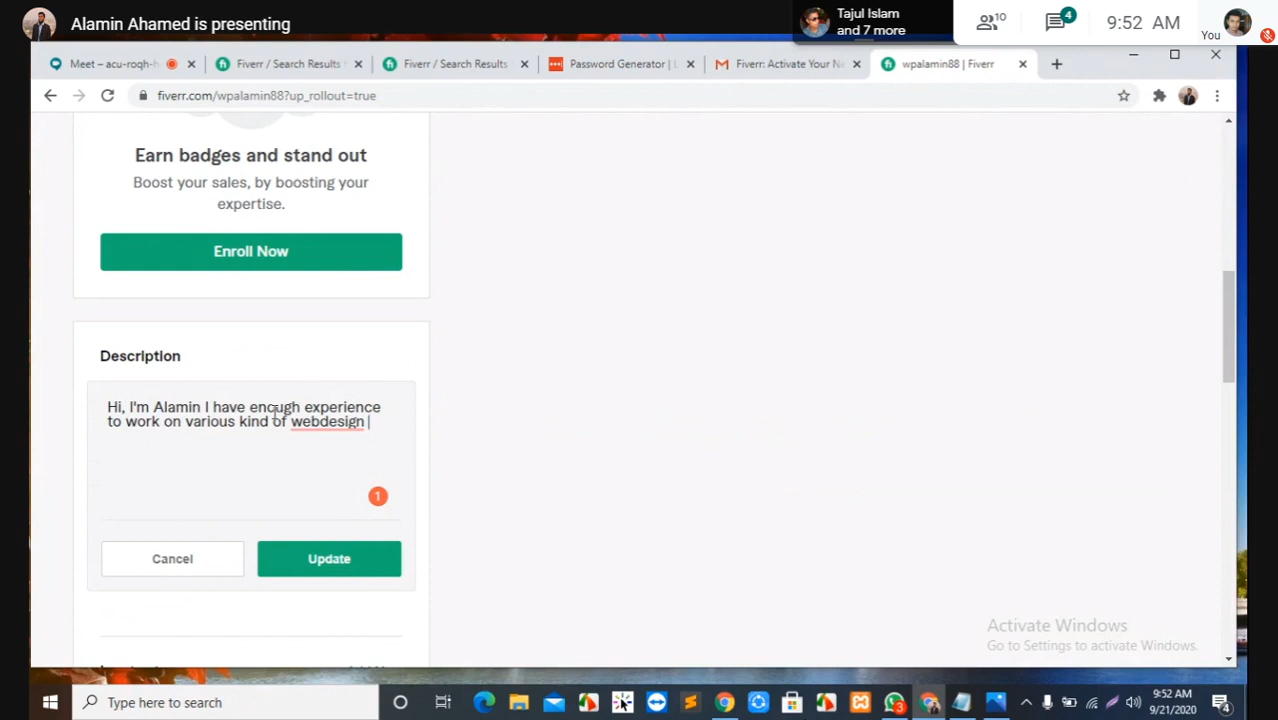 Alamin Ahamed is presenting
Tajul Islam
and 7 more
10
4
9:52 AM
You
Meet – acu-roqh-h
Fiverr / Search Results
Fiverr / Search Results
Password Generator | L
Fiverr: Activate Your Ne
wpalamin88 | Fiverr
fiverr.com/wpalamin88?up_rollout=true
Earn badges and stand out
Boost your sales, by boosting your
expertise.
Enroll Now
Description
Hi, I'm Alamin I have enough experience
to work on various kind of webdesign
1
Cancel
Update
Activate Windows
Go to Settings to activate Windows.
Type here to search
3
9:52 AM
9/21/2020
4